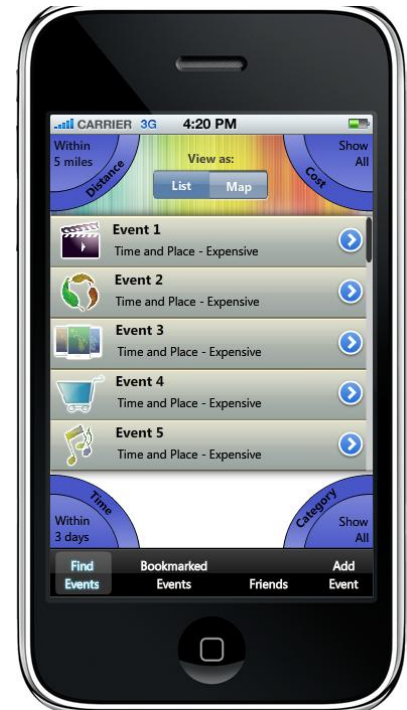 CARRIER 3G 4:20 PM
Within
5 miles
Distance
View as:
List Map
Cost
Show
All
Event 1
Time and Place - Expensive
Event 2
Time and Place - Expensive
Event 3
Time and Place - Expensive
Event 4
Time and Place - Expensive
Event 5
Time and Place - Expensive
Time
Within
3 days
Category
Show
All
Find
Events
Bookmarked
Events
Friends
Add
Event